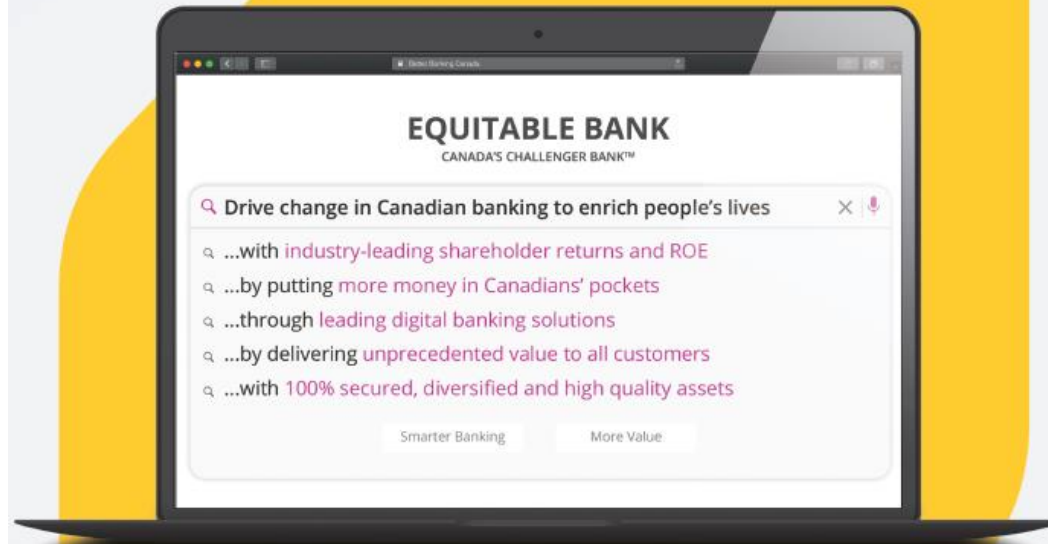 EQUITABLE BANK
CANADA'S CHALLENGER BANK™
Drive change in Canadian banking to enrich people's lives
...with industry-leading shareholder returns and ROE
...by putting more money in Canadians' pockets
...through leading digital banking solutions
...by delivering unprecedented value to all customers
...with 100% secured, diversified and high quality assets
Smarter Banking More Value